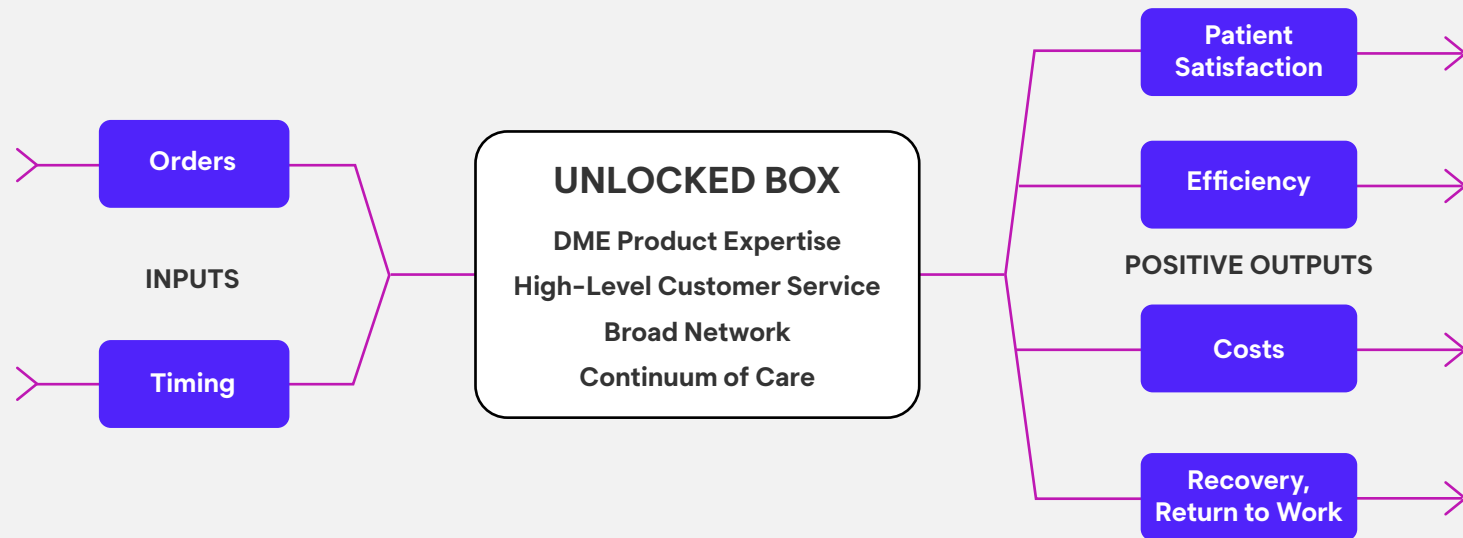 Orders
INPUTS
Timing
UNLOCKED BOX
DME Product Expertise
High-Level Customer Service
Broad Network
Continuum of Care
Patient
Satisfaction
Efficiency
POSITIVE OUTPUTS
Costs
Recovery,
Return to Work